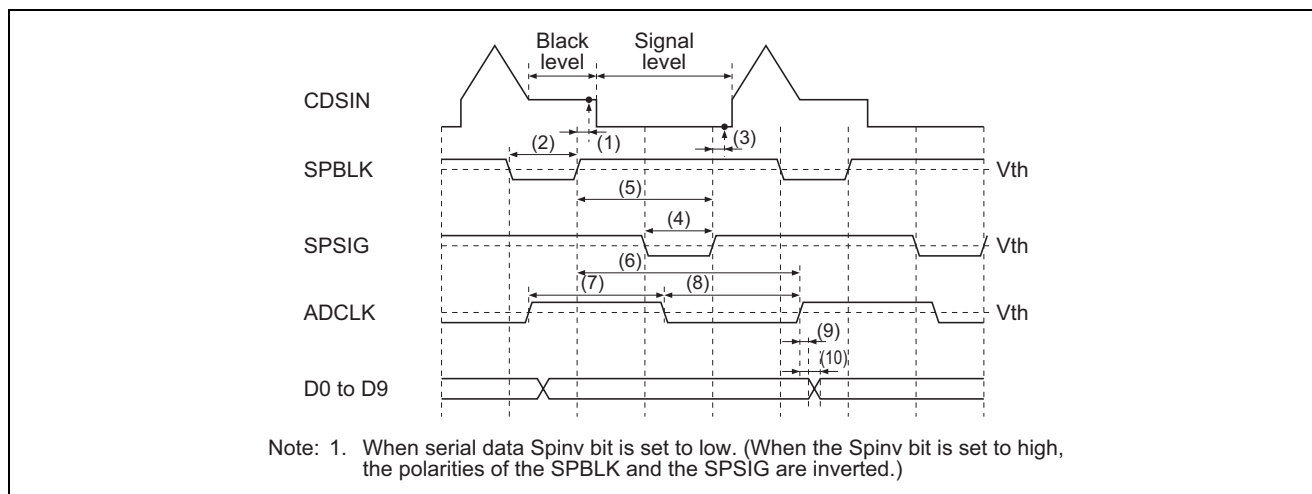 Black level
Signal level
CDSIN
(1)
(3)
(2)
SPBLK
Vth
(5)
(4)
SPSIG
Vth
(6)
(7)
(8)
ADCLK
Vth
(9)
(10)
D0 to D9
Note: 1. When serial data Spinv bit is set to low. (When the Spinv bit is set to high,
the polarities of the SPBLK and the SPSIG are inverted.)